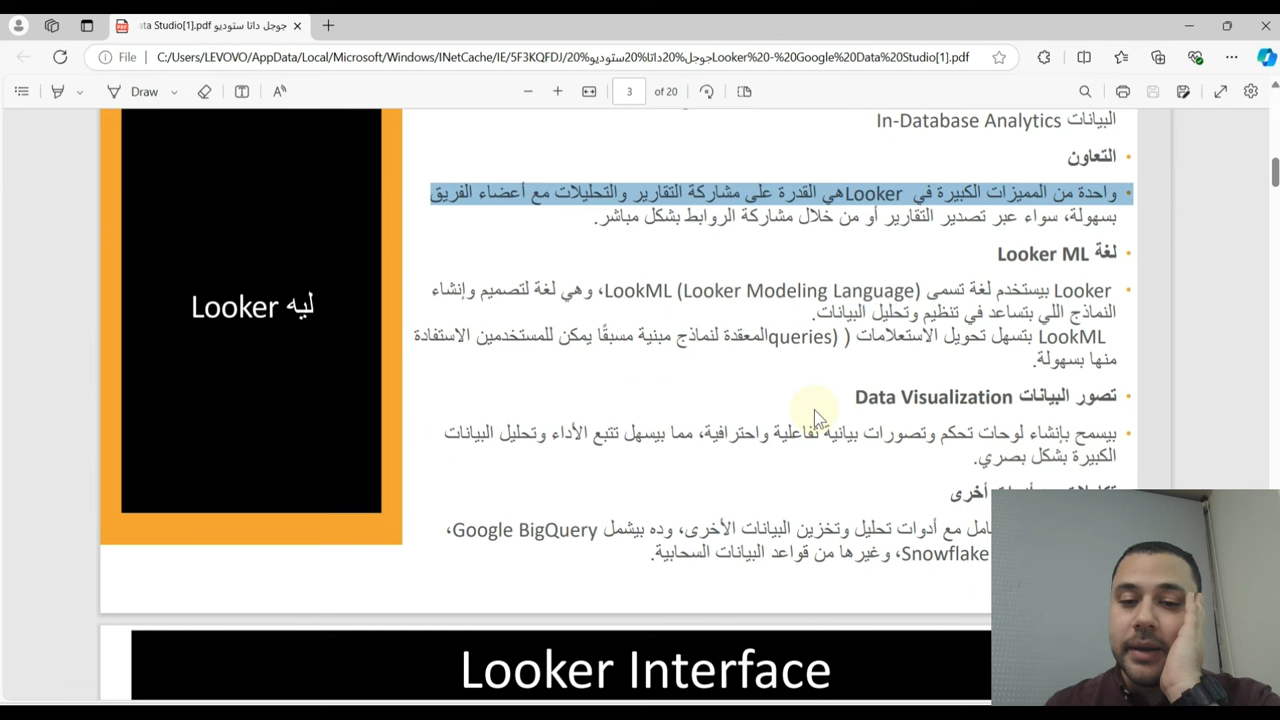 جوجل داتا ستوديو ata Studio[1].pdf
File C:/Users/LEVOVO/AppData/Local/Microsoft/Windows/INetCache/IE/5F3KQFDJ/جوجل%20داتا%20ستوديو%20Looker%20-%20Google%20Data%20Studio[1].pdf
Draw 3 of 20
البيانات In-Database Analytics
• التعاون
• واحدة من المميزات الكبيرة في Looker هي القدرة على مشاركة التقارير والتحليلات مع أعضاء الفريق
بسهولة، سواء عبر تصدير التقارير أو من خلال مشاركة الروابط بشكل مباشر.
• لغة Looker ML
• Looker بيستخدم لغة تسمى LookML (Looker Modeling Language)، وهي لغة لتصميم وإنشاء
النماذج اللي بتساعد في تنظيم وتحليل البيانات.
LookML بتسهل تحويل الاستعلامات ( (queries المعقدة لنماذج مبنية مسبقًا يمكن للمستخدمين الاستفادة
منها بسهولة.
• تصور البيانات Data Visualization
• بيسمح بإنشاء لوحات تحكم وتصورات بيانية تفاعلية واحترافية، مما بيسهل تتبع الأداء وتحليل البيانات
الكبيرة بشكل بصري.
أخرى
مع أدوات تحليل وتخزين البيانات الأخرى، وده بيشمل Google BigQuery،
Snowflake، وغيرها من قواعد البيانات السحابية.
ليه Looker
Looker Interface